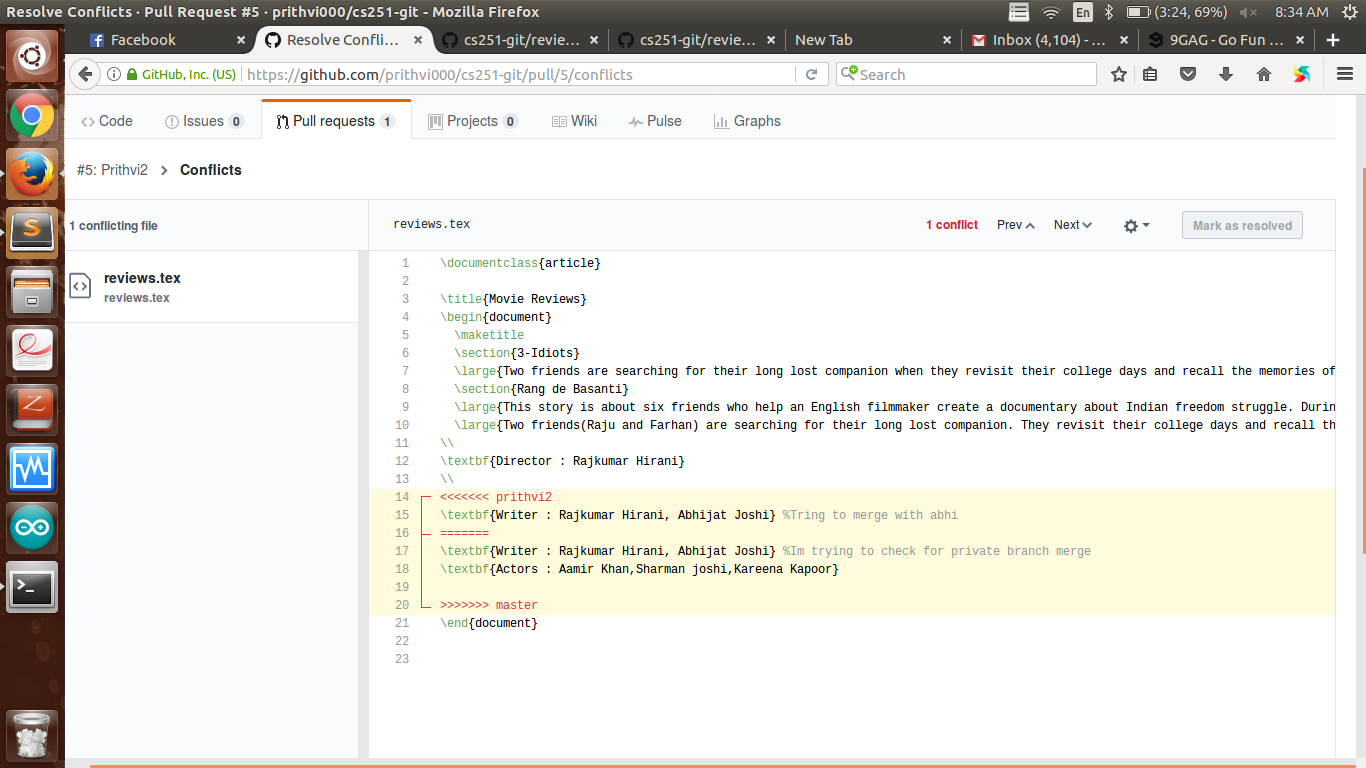 Resolve Conflicts · Pull Request #5 · prithvi000/cs251-git - Mozilla Firefox
En
(3:24, 69%)
8:34 AM
Facebook
Resolve Confli...
cs251-git/revie...
cs251-git/revie...
New Tab
Inbox (4,104) - ...
9GAG - Go Fun ...
GitHub, Inc. (US)
https://github.com/prithvi000/cs251-git/pull/5/conflicts
Search
Code
Issues 0
Pull requests 1
Projects 0
Wiki
Pulse
Graphs
#5: Prithvi2 > Conflicts
1 conflicting file
reviews.tex
reviews.tex
reviews.tex
1 conflict
Prev
Next
Mark as resolved
1 \documentclass{article}
2
3 \title{Movie Reviews}
4 \begin{document}
5 \maketitle
6 \section{3-Idiots}
7 \large{Two friends are searching for their long lost companion when they revisit their college days and recall the memories of
8 \section{Rang de Basanti}
9 \large{This story is about six friends who help an English filmmaker create a documentary about Indian freedom struggle. Durin
10 \large{Two friends(Raju and Farhan) are searching for their long lost companion. They revisit their college days and recall th
11 \\
12 \textbf{Director : Rajkumar Hirani}
13 \\
14 <<<<<<< prithvi2
15 \textbf{Writer : Rajkumar Hirani, Abhijat Joshi} %Tring to merge with abhi
16 =======
17 \textbf{Writer : Rajkumar Hirani, Abhijat Joshi} %Im trying to check for private branch merge
18 \textbf{Actors : Aamir Khan,Sharman joshi,Kareena Kapoor}
19
20 >>>>>>> master
21 \end{document}
22
23